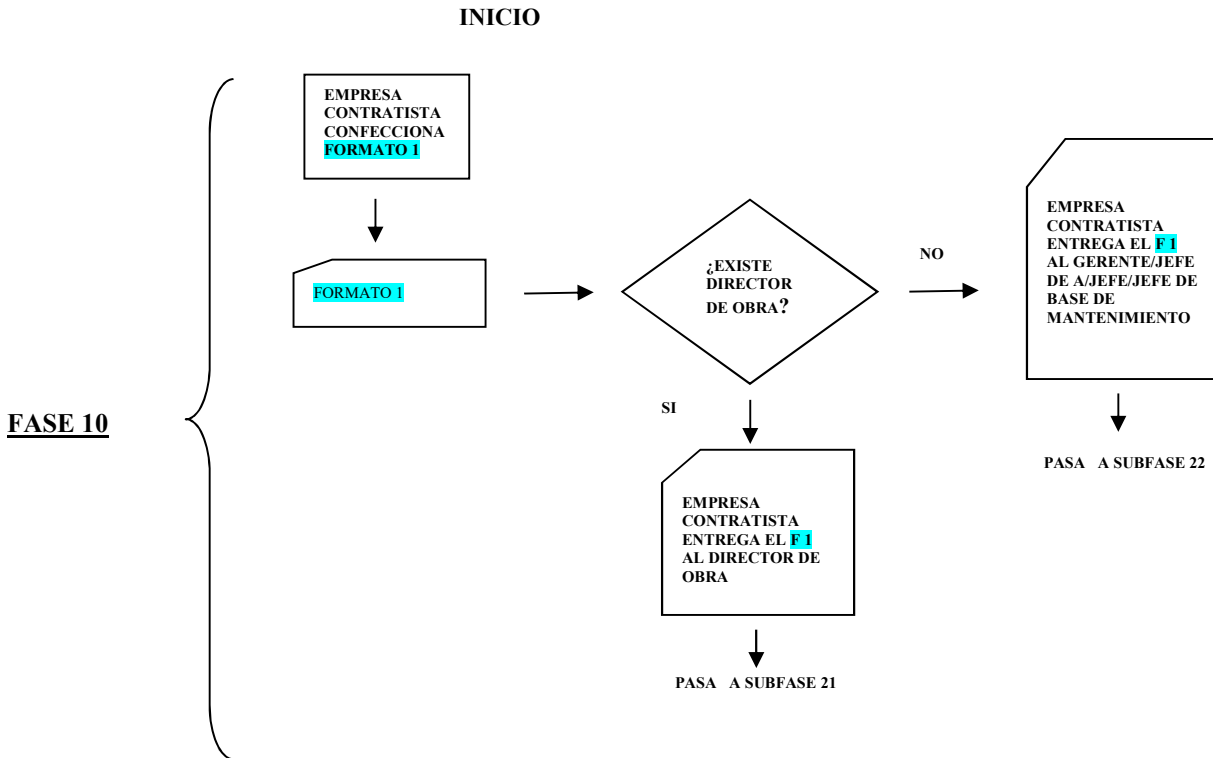 INICIO
EMPRESA
CONTRATISTA
CONFECCIONA
FORMATO 1
FORMATO 1
¿EXISTE
DIRECTOR
DE OBRA?
NO
EMPRESA
CONTRATISTA
ENTREGA EL F 1
AL GERENTE/JEFE
DE A/JEFE/JEFE DE
BASE DE
MANTENIMIENTO
SI
FASE 10
PASA A SUBFASE 22
EMPRESA
CONTRATISTA
ENTREGA EL F 1
AL DIRECTOR DE
OBRA
PASA A SUBFASE 21